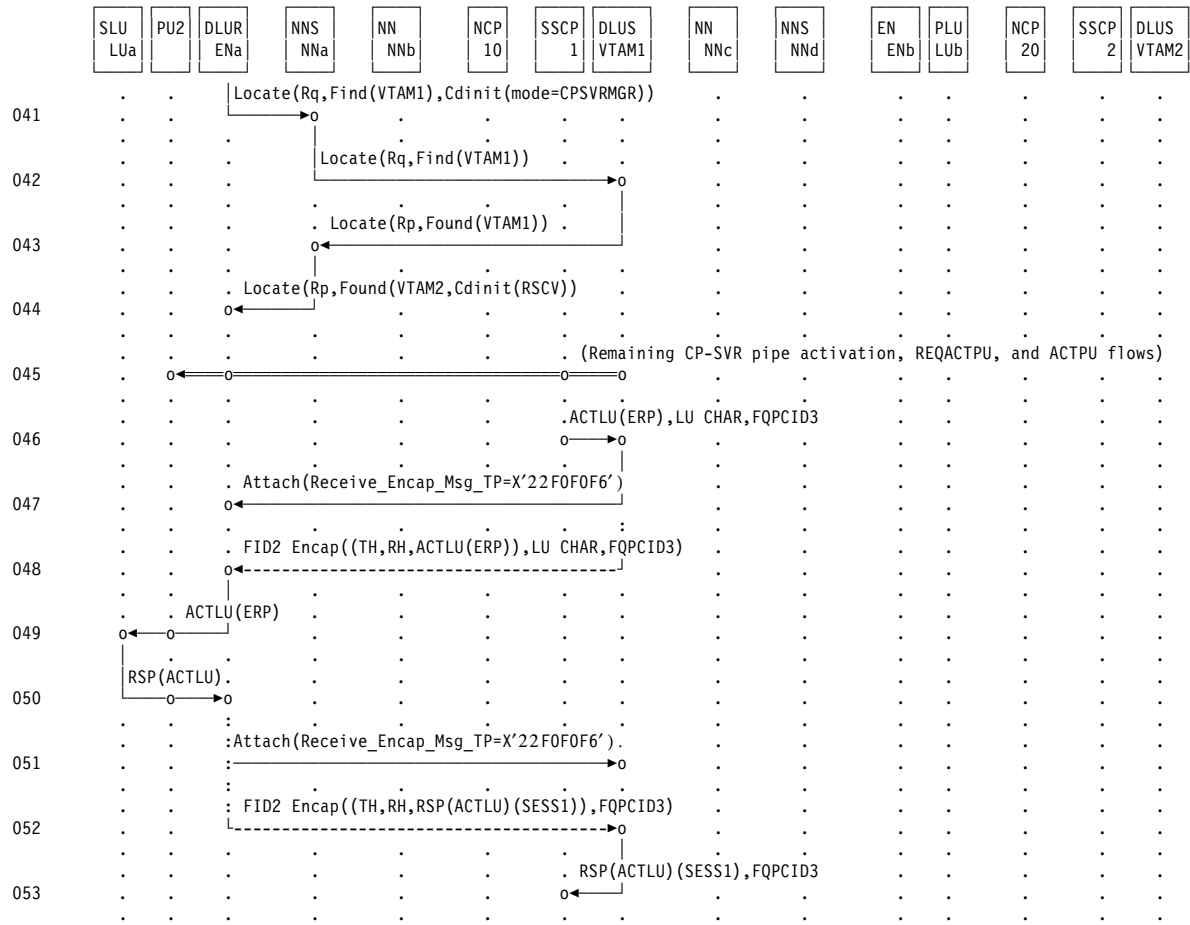 SLU PU2 DLUR NNS NN NCP SSCP DLUS NN NNS EN PLU NCP SSCP DLUS
LUa ENa NNa NNb 10 1 VTAM1 NNc NNd ENb LUb 20 2 VTAM2
Locate(Rq,Find(VTAM1),Cdinit(mode=CPSVRMGR))
041
Locate(Rq,Find(VTAM1))
042
Locate(Rp,Found(VTAM1))
043
Locate(Rp,Found(VTAM2,Cdinit(RSCV))
044
(Remaining CP-SVR pipe activation, REQACTPU, and ACTPU flows)
045
ACTLU(ERP),LU CHAR,FQPCID3
046
Attach(Receive_Encap_Msg_TP=X'22F0F0F6')
047
FID2 Encap((TH,RH,ACTLU(ERP)),LU CHAR,FQPCID3)
048
ACTLU(ERP)
049
RSP(ACTLU)
050
Attach(Receive_Encap_Msg_TP=X'22F0F0F6')
051
FID2 Encap((TH,RH,RSP(ACTLU)(SESS1)),FQPCID3)
052
RSP(ACTLU)(SESS1),FQPCID3
053